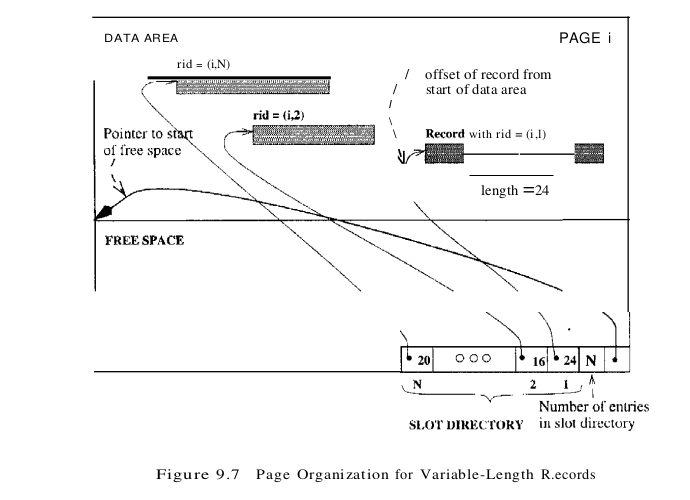 DATA AREA
PAGE i
rid = (i,N)
offset of record from
start of data area
rid = (i,2)
Pointer to start
of free space
Record with rid = (i,l)
length =24
FREE SPACE
20 ○○○ 16 24 N
N 2 1
Number of entries
in slot directory
SLOT DIRECTORY
Figure 9.7 Page Organization for Variable-Length R.ecords